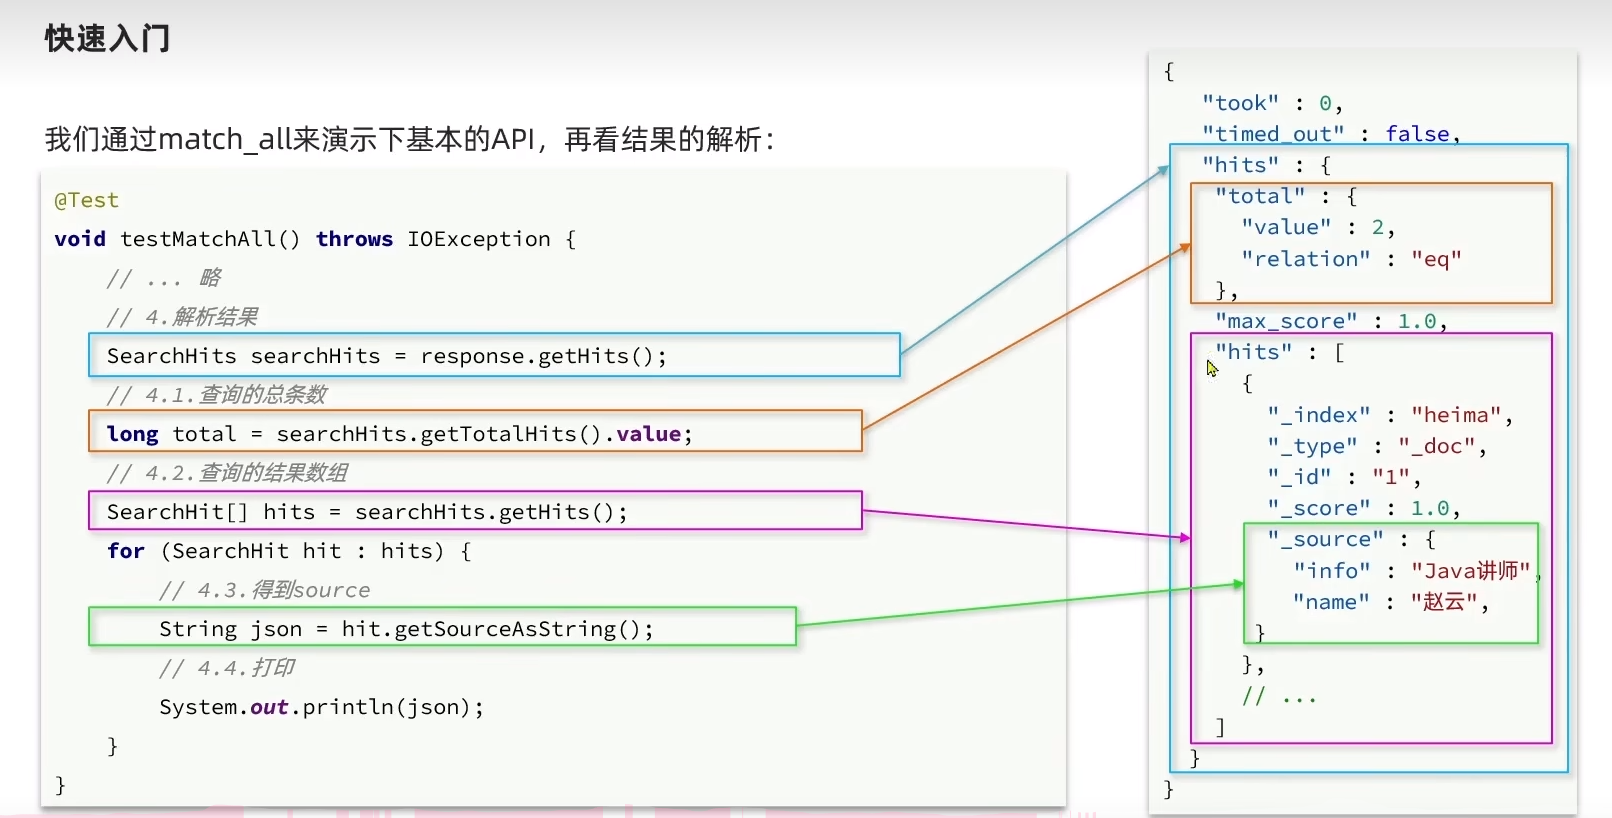 快速入门
我们通过match_all来演示下基本的API，再看结果的解析：
@Test
void testMatchAll() throws IOException {
    // ... 略
    // 4.解析结果
    SearchHits searchHits = response.getHits();
    // 4.1.查询的总条数
    long total = searchHits.getTotalHits().value;
    // 4.2.查询的结果数组
    SearchHit[] hits = searchHits.getHits();
    for (SearchHit hit : hits) {
        // 4.3.得到source
        String json = hit.getSourceAsString();
        // 4.4.打印
        System.out.println(json);
    }
}
{
   "took" : 0,
   "timed_out" : false,
   "hits" : {
    "total" : {
      "value" : 2,
      "relation" : "eq"
    },
    "max_score" : 1.0,
    "hits" : [
      {
        "_index" : "heima",
        "_type" : "_doc",
        "_id" : "1",
        "_score" : 1.0,
        "_source" : {
          "info" : "Java讲师",
          "name" : "赵云",
       }
      },
      // ...
    ]
  }
}